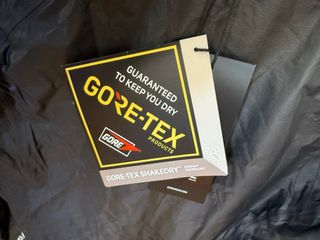 GUARANTEED
TO KEEP YOU DRY
GORE-TEX
PRODUCTS
GORE
GORE-TEX SHAKEDRY™